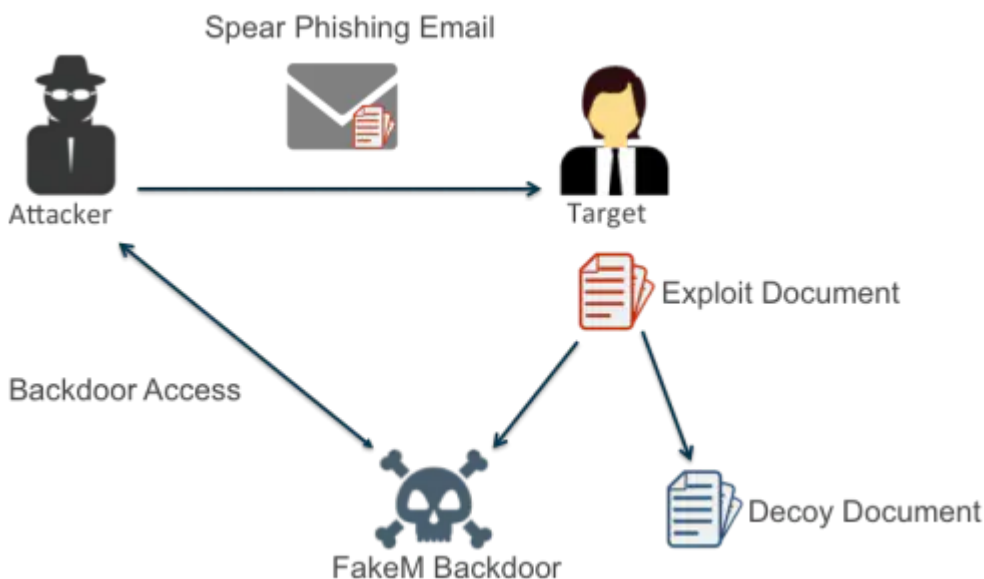 Spear Phishing Email
Attacker
Target
Exploit Document
Backdoor Access
Decoy Document
FakeM Backdoor